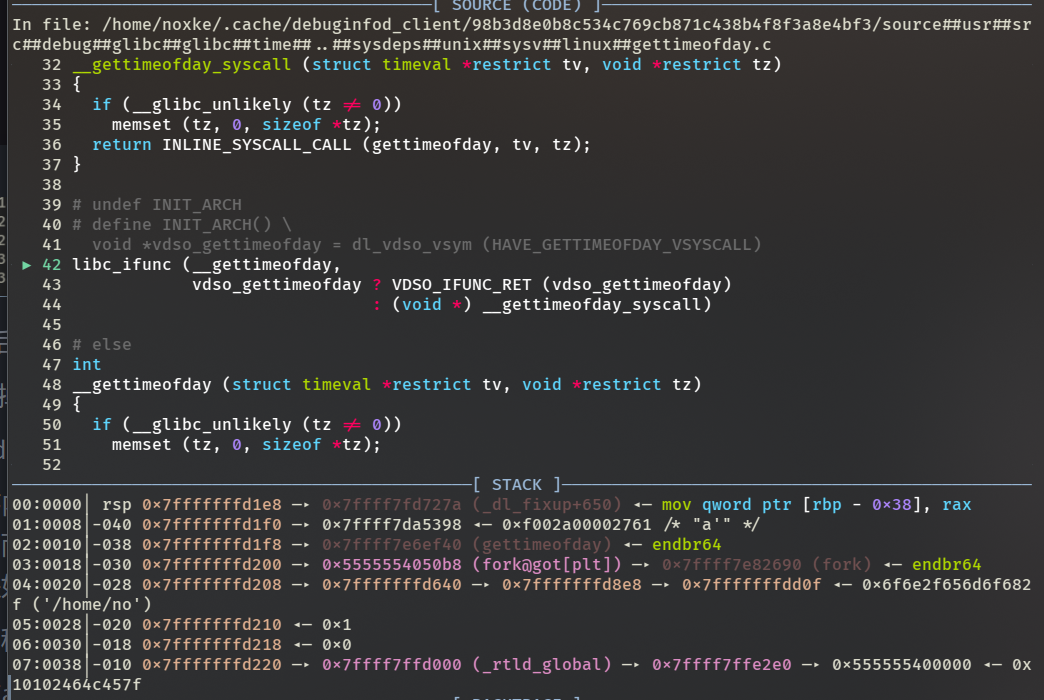 [ SOURCE (CODE) ]
In file: /home/noxke/.cache/debuginfod_client/98b3d8e0b8c534c769cb871c438b4f8f3a8e4bf3/source##usr##sr
c##debug##glibc##glibc##time##..##sysdeps##unix##sysv##linux##gettimeofday.c
32 __gettimeofday_syscall (struct timeval *restrict tv, void *restrict tz)
33 {
34   if (__glibc_unlikely (tz != 0))
35     memset (tz, 0, sizeof *tz);
36   return INLINE_SYSCALL_CALL (gettimeofday, tv, tz);
37 }
38
39 # undef INIT_ARCH
40 # define INIT_ARCH() \
41   void *vdso_gettimeofday = dl_vdso_vsym (HAVE_GETTIMEOFDAY_VSYSCALL)
► 42 libc_ifunc (__gettimeofday,
43             vdso_gettimeofday ? VDSO_IFUNC_RET (vdso_gettimeofday)
44                               : (void *) __gettimeofday_syscall)
45
46 # else
47 int
48 __gettimeofday (struct timeval *restrict tv, void *restrict tz)
49 {
50   if (__glibc_unlikely (tz != 0))
51     memset (tz, 0, sizeof *tz);
52
[ STACK ]
00:0000│ rsp 0×7fffffffd1e8 —▸ 0×7ffff7fd727a (_dl_fixup+650) ◂— mov qword ptr [rbp - 0×38], rax
01:0008│-040 0×7fffffffd1f0 —▸ 0×7ffff7da5398 ◂— 0×f002a00002761 /* "a'" */
02:0010│-038 0×7fffffffd1f8 —▸ 0×7ffff7e6ef40 (gettimeofday) ◂— endbr64
03:0018│-030 0×7fffffffd200 —▸ 0×5555554050b8 (fork@got[plt]) —▸ 0×7ffff7e82690 (fork) ◂— endbr64
04:0020│-028 0×7fffffffd208 —▸ 0×7fffffffd640 —▸ 0×7fffffffd8e8 —▸ 0×7fffffffdd0f ◂— 0×6f6e2f656d6f682
f ('/home/no')
05:0028│-020 0×7fffffffd210 ◂— 0×1
06:0030│-018 0×7fffffffd218 ◂— 0×0
07:0038│-010 0×7fffffffd220 —▸ 0×7ffff7ffd000 (_rtld_global) —▸ 0×7ffff7ffe2e0 —▸ 0×555555400000 ◂— 0x
10102464c457f